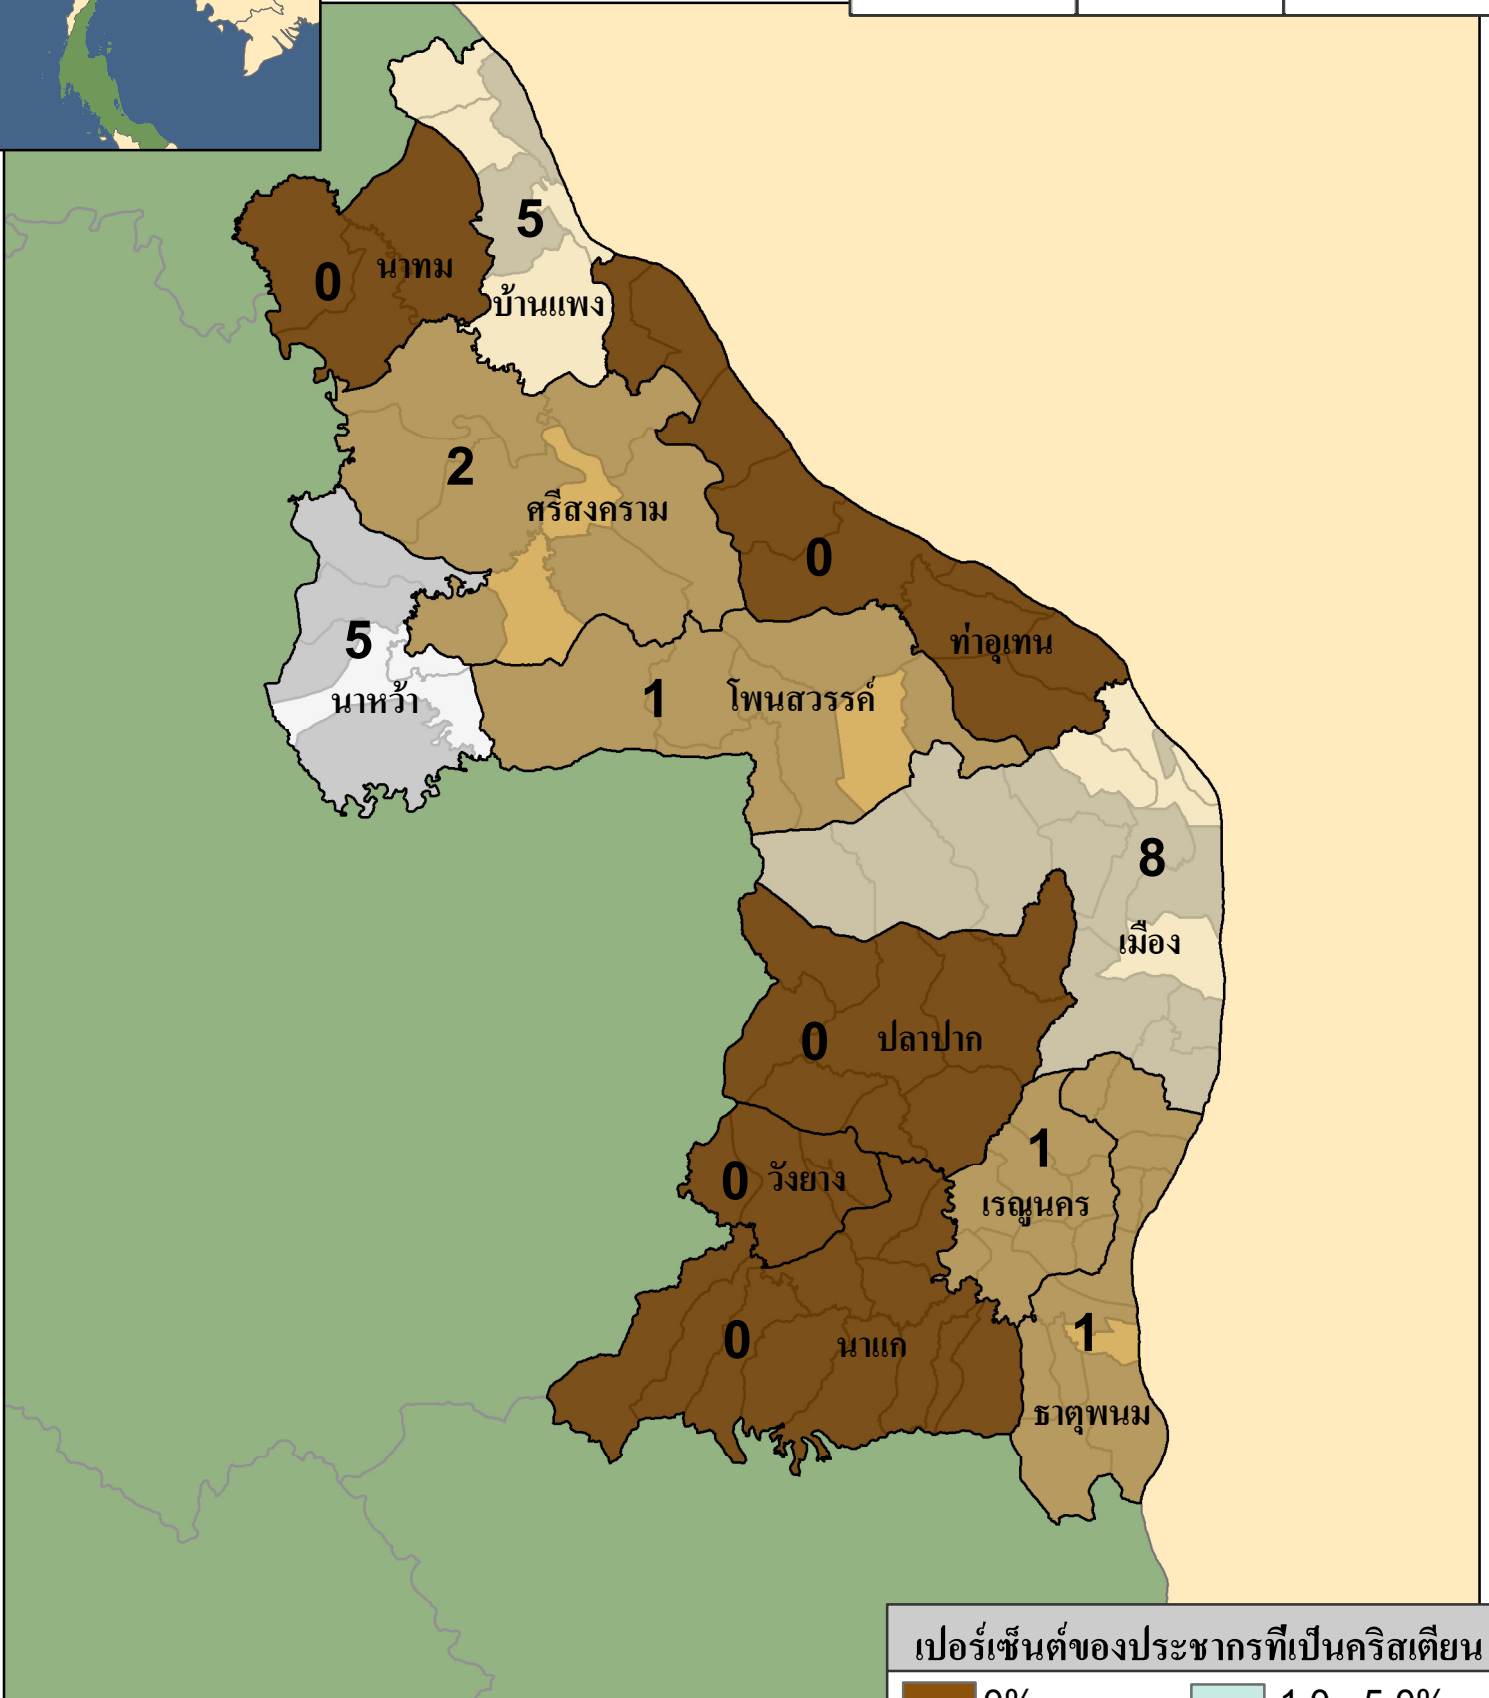 5
0 นาทม
บ้านแพง
2
ศรีสงคราม
0
5
ท่าอุเทน
นาหว้า
1 โพนสวรรค์
8
เมือง
0 ปลาปาก
1
0 วังยาง
เรณูนคร
1
0 นาแก
ธาตุพนม
เปอร์เซ็นต์ของประชากรที่เป็นคริสเตียน